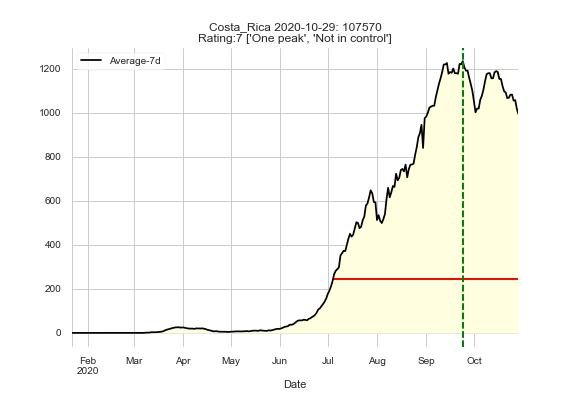 Costa_Rica 2020-10-29: 107570
Rating:7 ['One peak', 'Not in control']
Average-7d
1200
1000
800
600
400
200
0
Feb Mar Apr May Jun Jul Aug Sep Oct
2020
Date